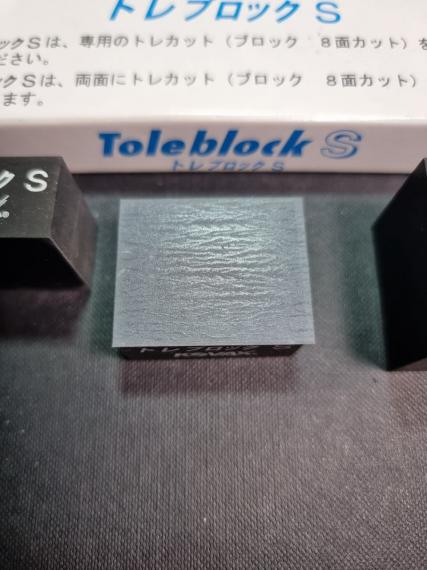 トレブロック S
ックSは、専用のトレカット（ブロック 8面カット）を
ださい。
クSは、両面にトレカット（ブロック 8面カット）
ます。
Toleblock S
トレブロック S
ク S
トレブロック S
KOVAX